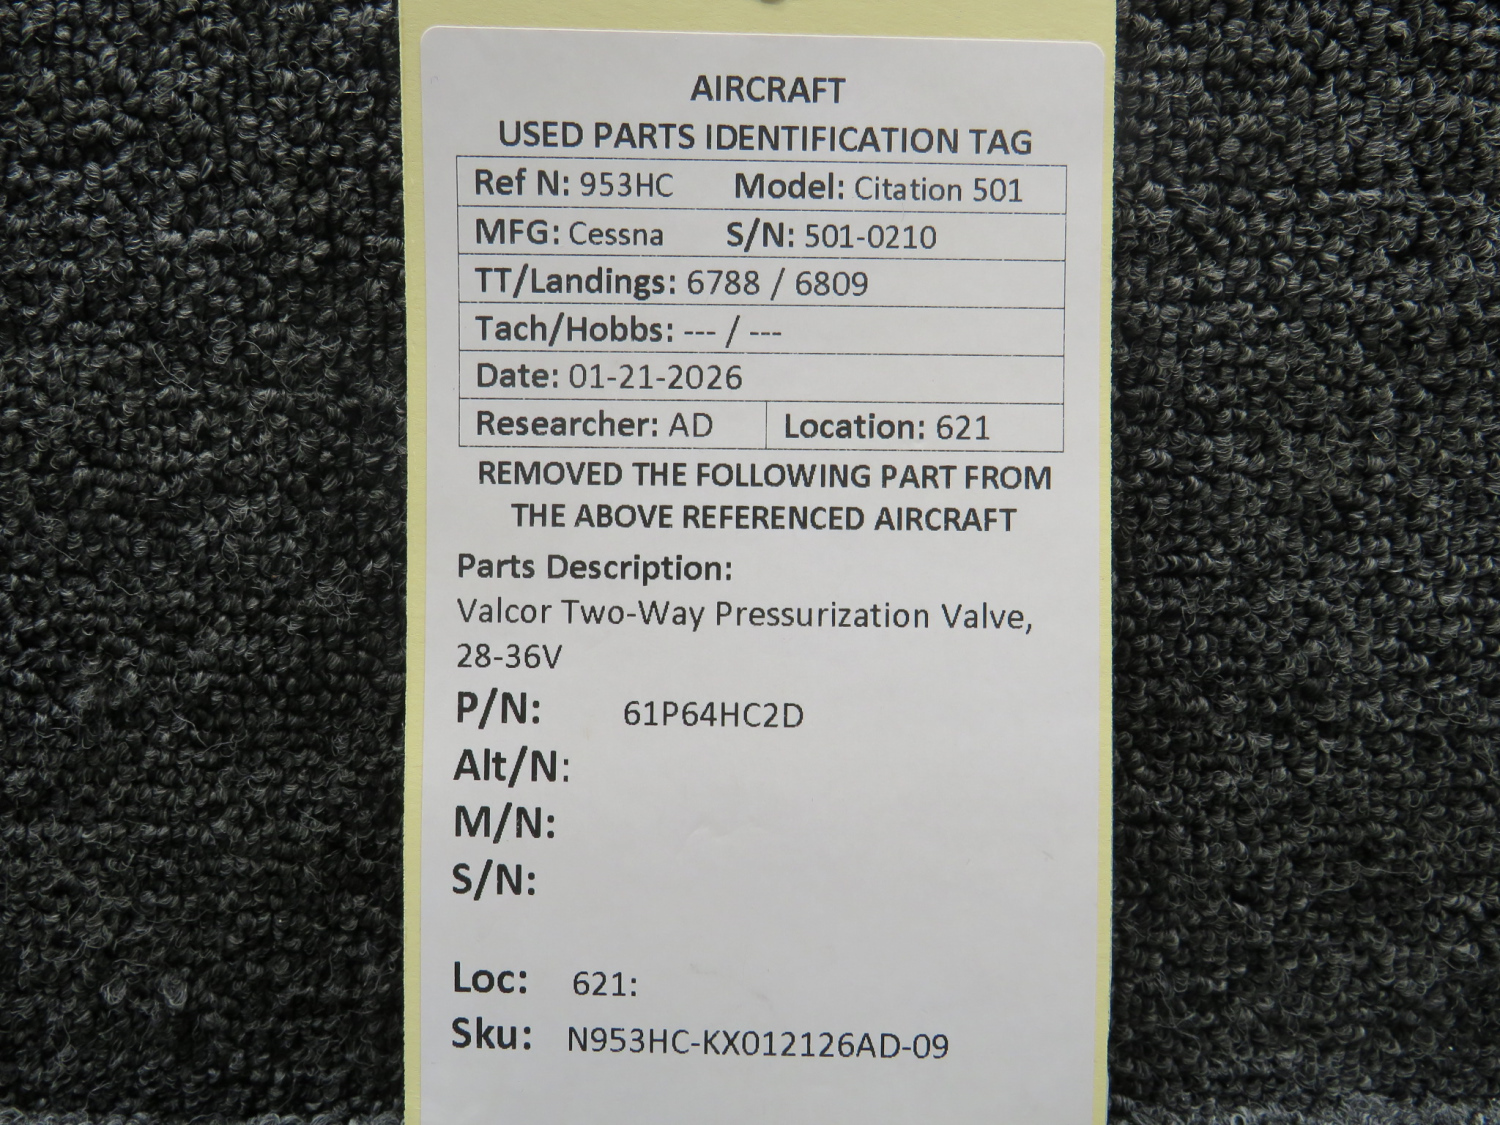 AIRCRAFT
USED PARTS IDENTIFICATION TAG
Ref N: 953HC Model: Citation 501
MFG: Cessna S/N: 501-0210
TT/Landings: 6788 / 6809
Tach/Hobbs: --- / ---
Date: 01-21-2026
Researcher: AD Location: 621
REMOVED THE FOLLOWING PART FROM
THE ABOVE REFERENCED AIRCRAFT
Parts Description:
Valcor Two-Way Pressurization Valve,
28-36V
P/N: 61P64HC2D
Alt/N:
M/N:
S/N:
Loc: 621:
Sku: N953HC-KX012126AD-09